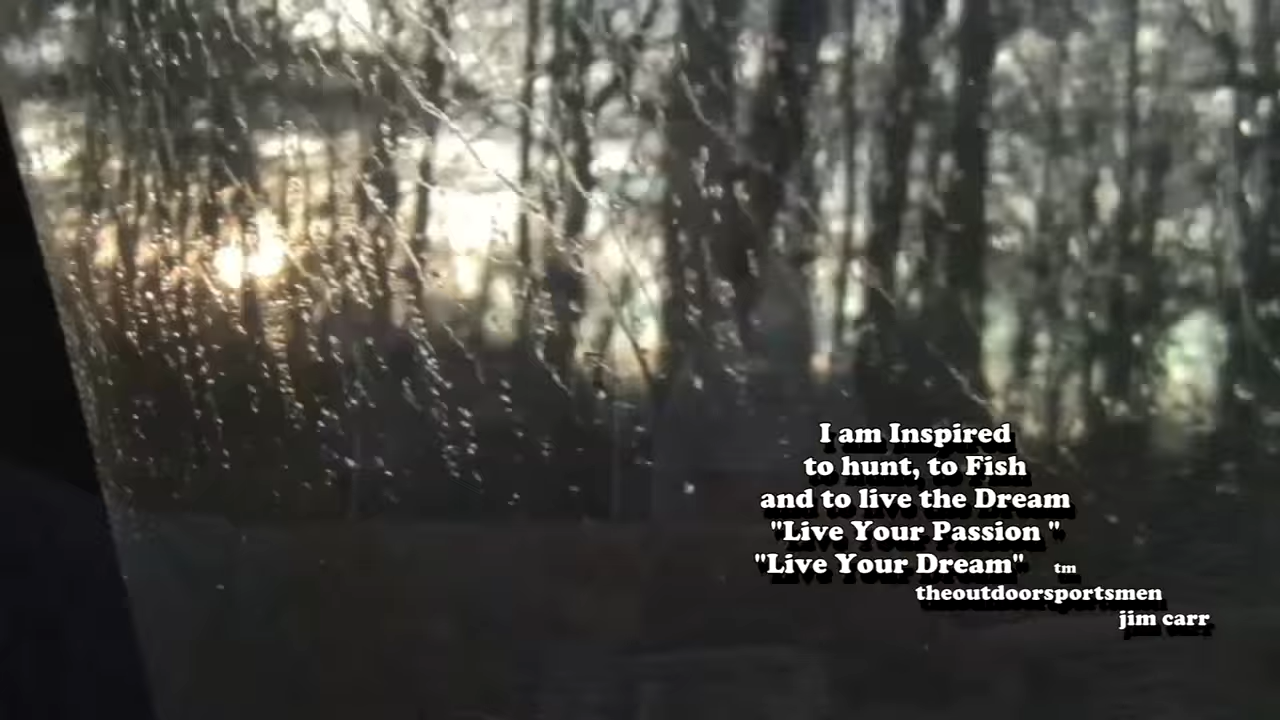 I am Inspired
to hunt, to Fish
and to live the Dream
"Live Your Passion "
"Live Your Dream" tm
theoutdoorsportsmen
jim carr